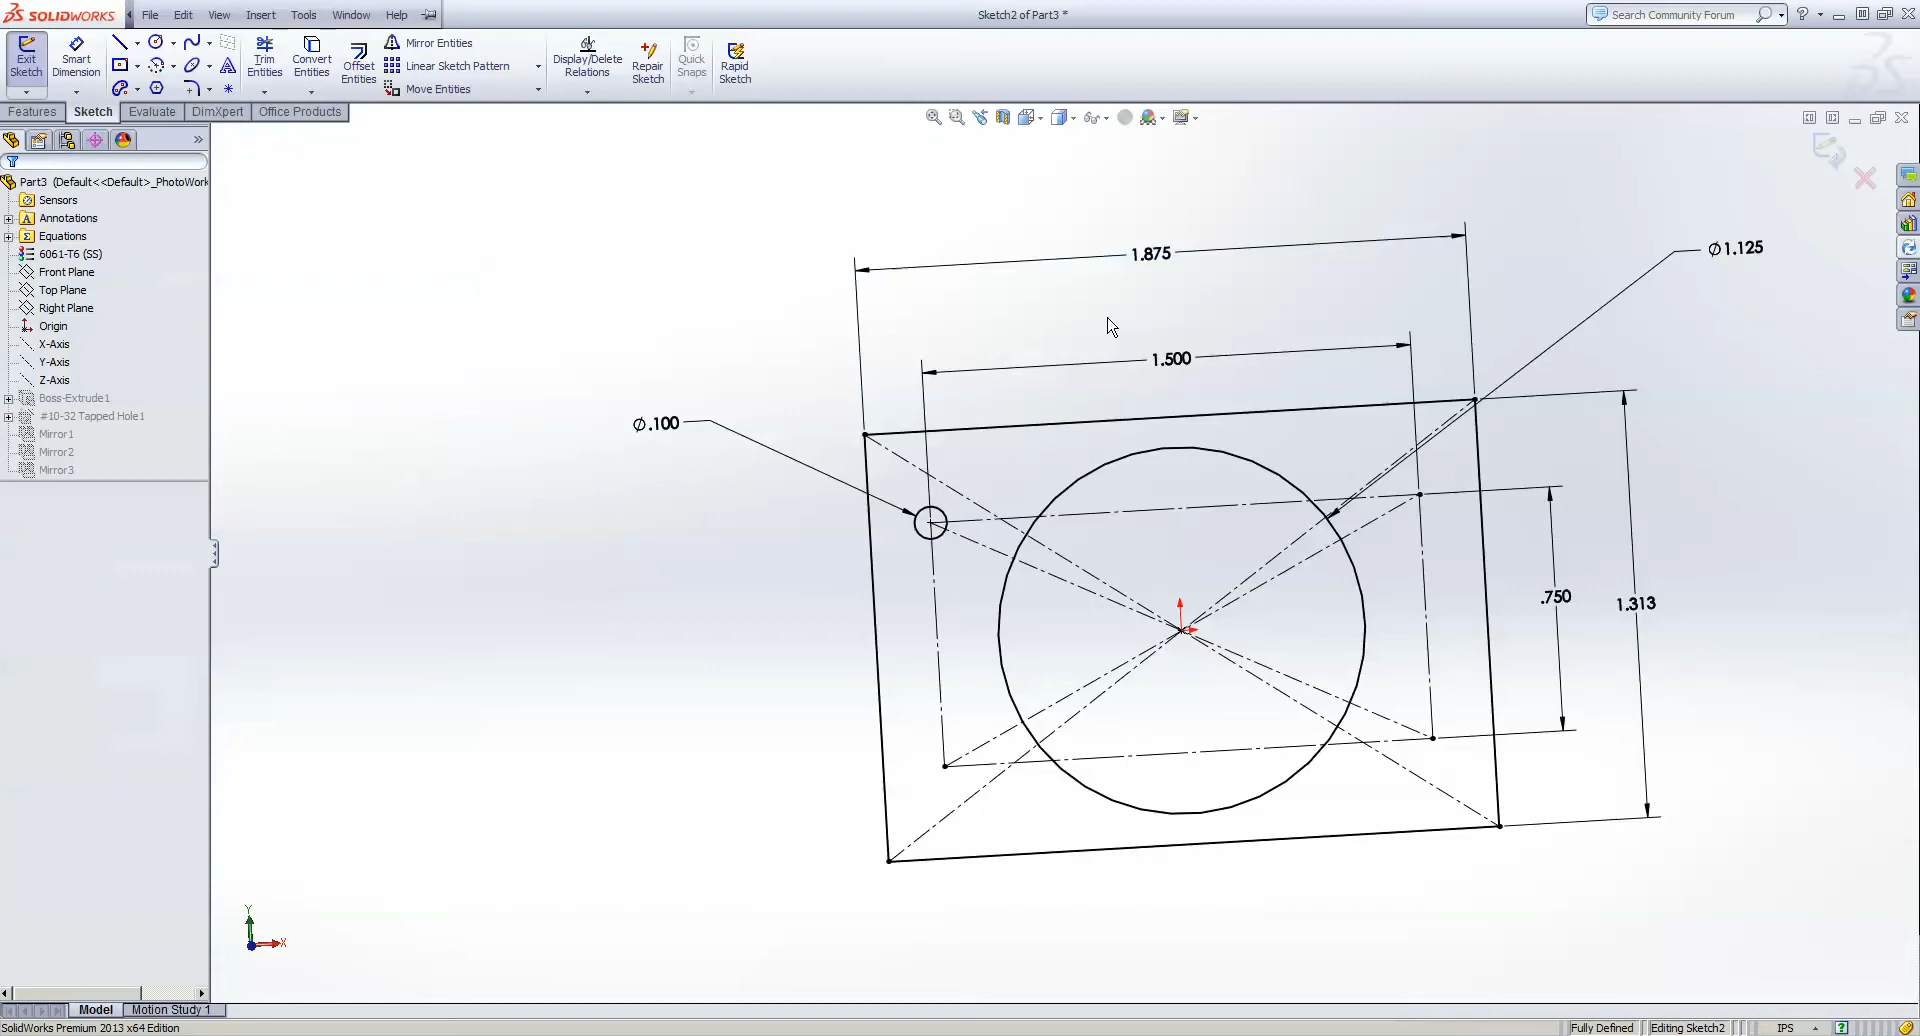 SOLIDWORKS
File Edit View Insert Tools Window Help
Sketch2 of Part3 *
Search Community Forum
Exit Sketch
Smart Dimension
Trim Entities
Convert Entities
Offset Entities
Mirror Entities
Linear Sketch Pattern
Move Entities
Display/Delete Relations
Repair Sketch
Quick Snaps
Rapid Sketch
Features Sketch Evaluate DimXpert Office Products
Part3 (Default<<Default>_PhotoWork
Sensors
Annotations
Equations
6061-T6 (SS)
Front Plane
Top Plane
Right Plane
Origin
X-Axis
Y-Axis
Z-Axis
Boss-Extrude1
#10-32 Tapped Hole1
Mirror1
Mirror2
Mirror3
1.875
Ø1.125
1.500
Ø.100
.750
1.313
Y
X
Model Motion Study 1
SolidWorks Premium 2013 x64 Edition
Fully Defined
Editing Sketch2
IPS